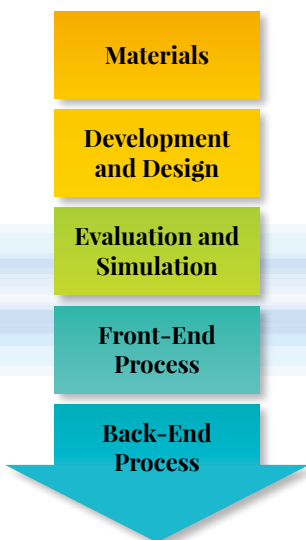 Materials
Development
and Design
Evaluation and
Simulation
Front-End
Process
Back-End
Process